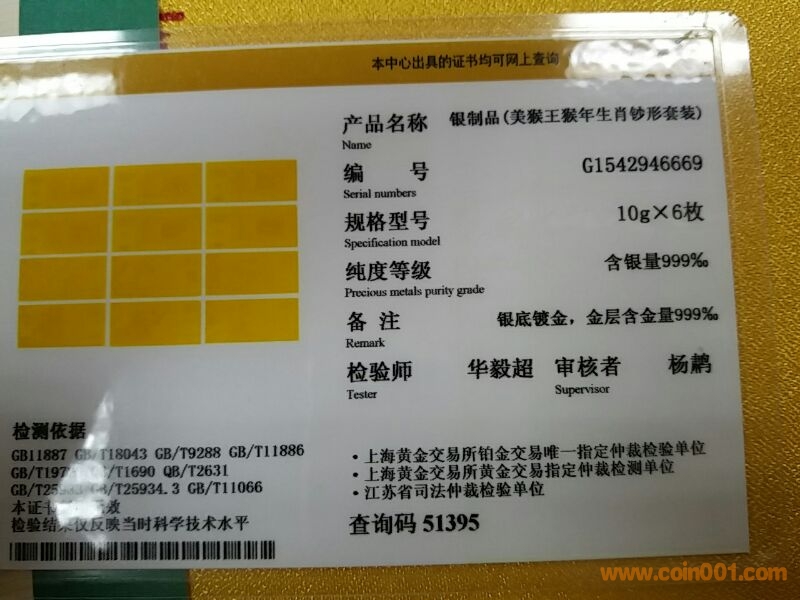 本中心出具的证书均可网上查询
产品名称 银制品(美猴王猴年生肖钞形套装)
Name
编 号 G1542946669
Serial numbers
规格型号 10g×6枚
Specification model
纯度等级 含银量999‰
Precious metals purity grade
备 注 银底镀金，金层含金量999‰
Remark
检验师 华毅超 审核者 杨鹔
Tester Supervisor
检测依据
GB11887 GB/T18043 GB/T9288 GB/T11886
GB/T1690 QB/T2631
GB/T25934.3 GB/T11066
本证书
检验结果仅反映当时科学技术水平
·上海黄金交易所铂金交易唯一指定仲裁检验单位
·上海黄金交易所黄金交易指定仲裁检测单位
·江苏省司法仲裁检验单位
查询码 51395
www.coin001.com